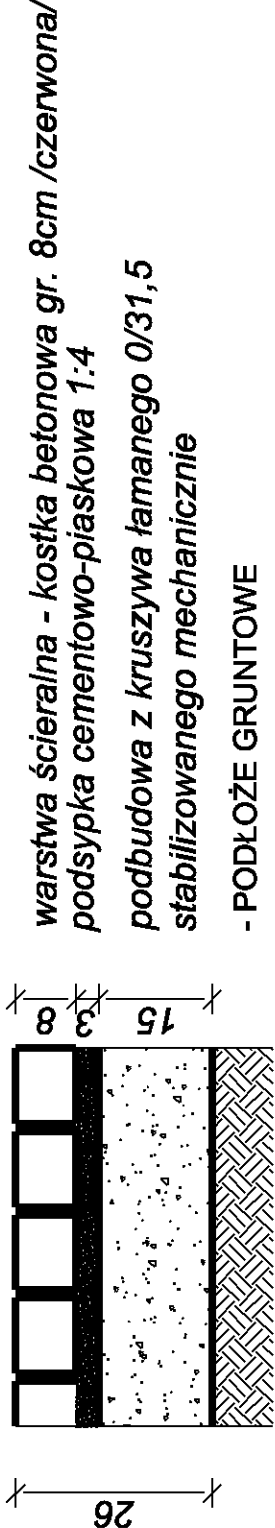 warstwa ścieralna - kostka betonowa gr. 8cm /czerwona/
podsypka cementowo-piaskowa 1:4
podbudowa z kruszywa łamanego 0/31,5
stabilizowanego mechanicznie
- PODŁOŻE GRUNTOWE
8
3
15
26